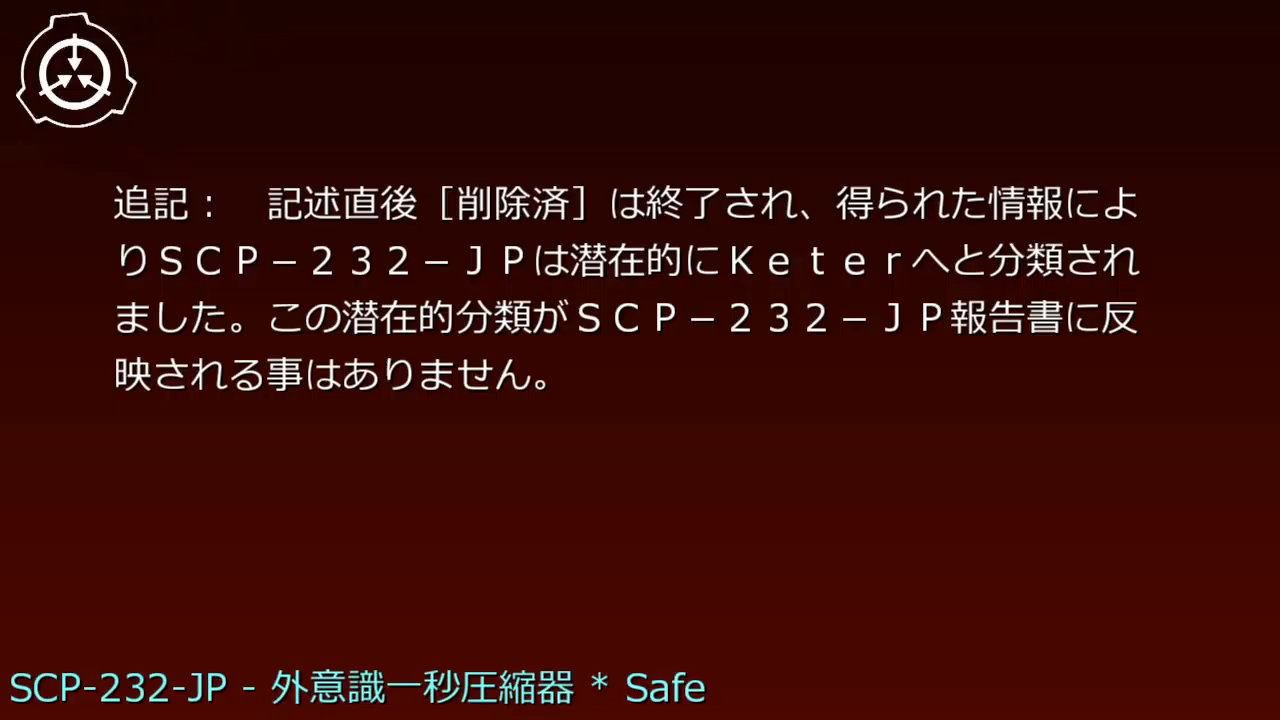 追記：　記述直後［削除済］は終了され、得られた情報によ
りＳＣＰ－２３２－ＪＰは潜在的にＫｅｔｅｒへと分類され
ました。この潜在的分類がＳＣＰ－２３２－ＪＰ報告書に反
映される事はありません。
SCP-232-JP - 外意識一秒圧縮器 * Safe